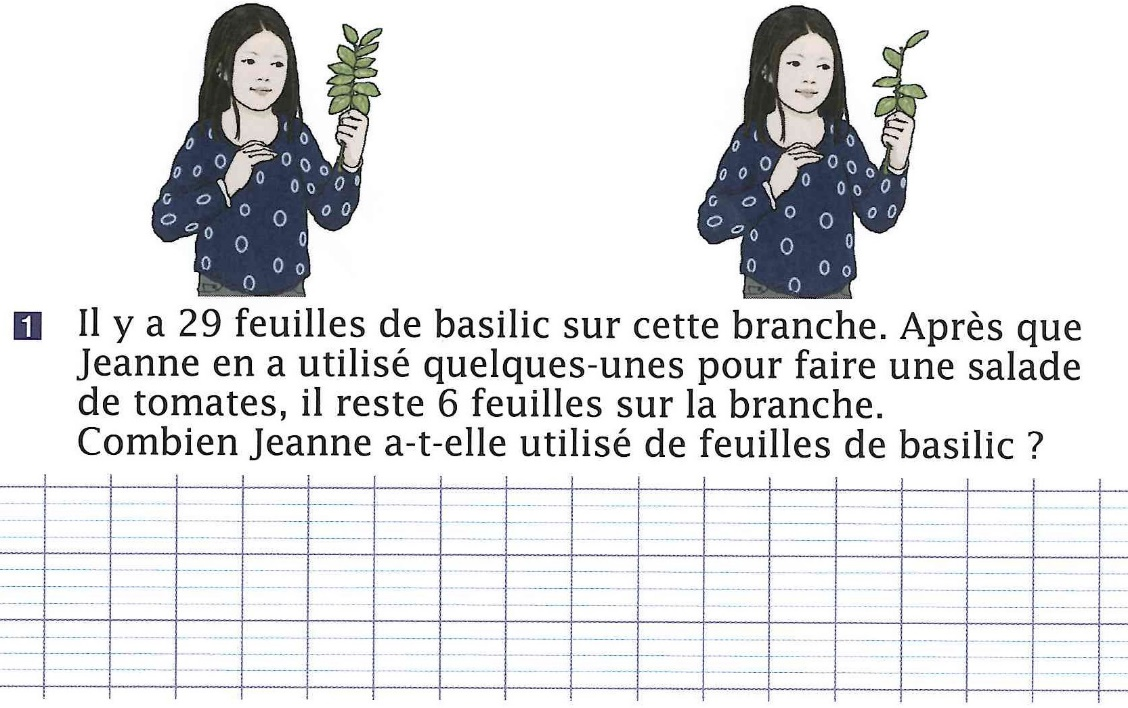 1 Il y a 29 feuilles de basilic sur cette branche. Après que
Jeanne en a utilisé quelques-unes pour faire une salade
de tomates, il reste 6 feuilles sur la branche.
Combien Jeanne a-t-elle utilisé de feuilles de basilic ?